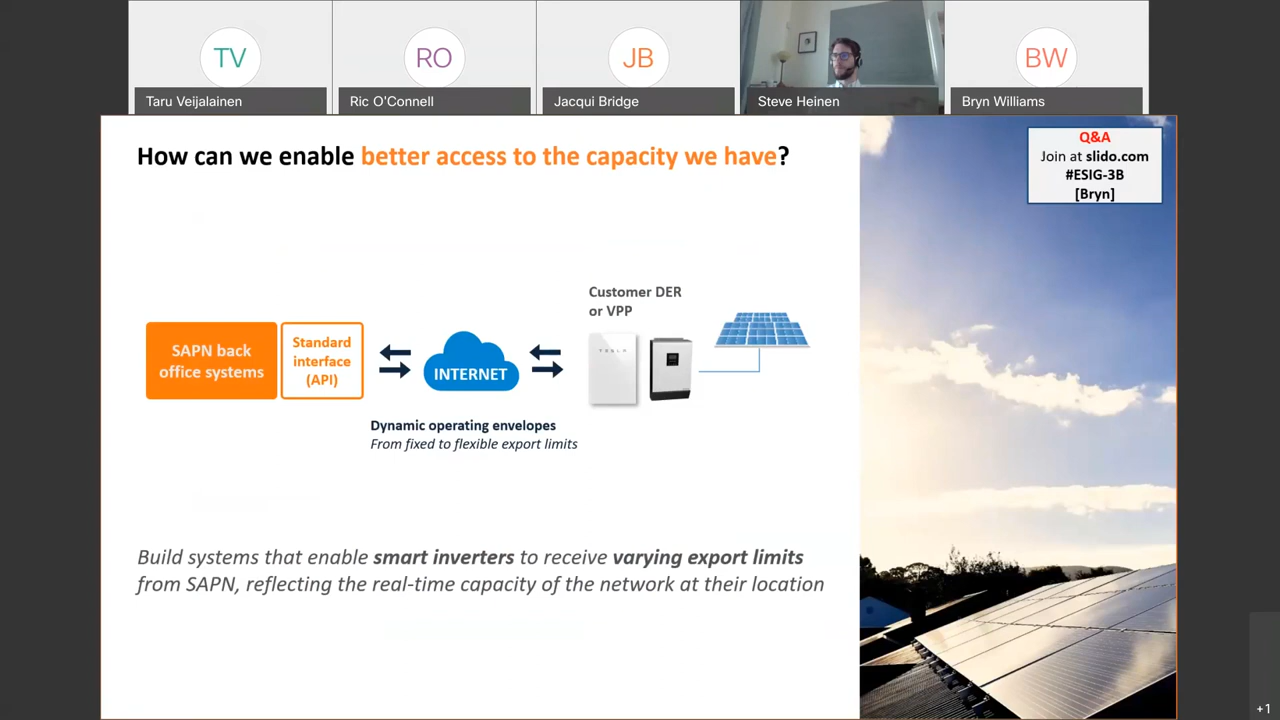 TV
RO
JB
BW
Taru Veijalainen
Ric O'Connell
Jacqui Bridge
Steve Heinen
Bryn Williams
How can we enable better access to the capacity we have?
Q&A
Join at slido.com
#ESIG-3B
[Bryn]
Customer DER
or VPP
SAPN back
office systems
Standard
interface
(API)
INTERNET
TESLA
Dynamic operating envelopes
From fixed to flexible export limits
Build systems that enable smart inverters to receive varying export limits
from SAPN, reflecting the real-time capacity of the network at their location
+1